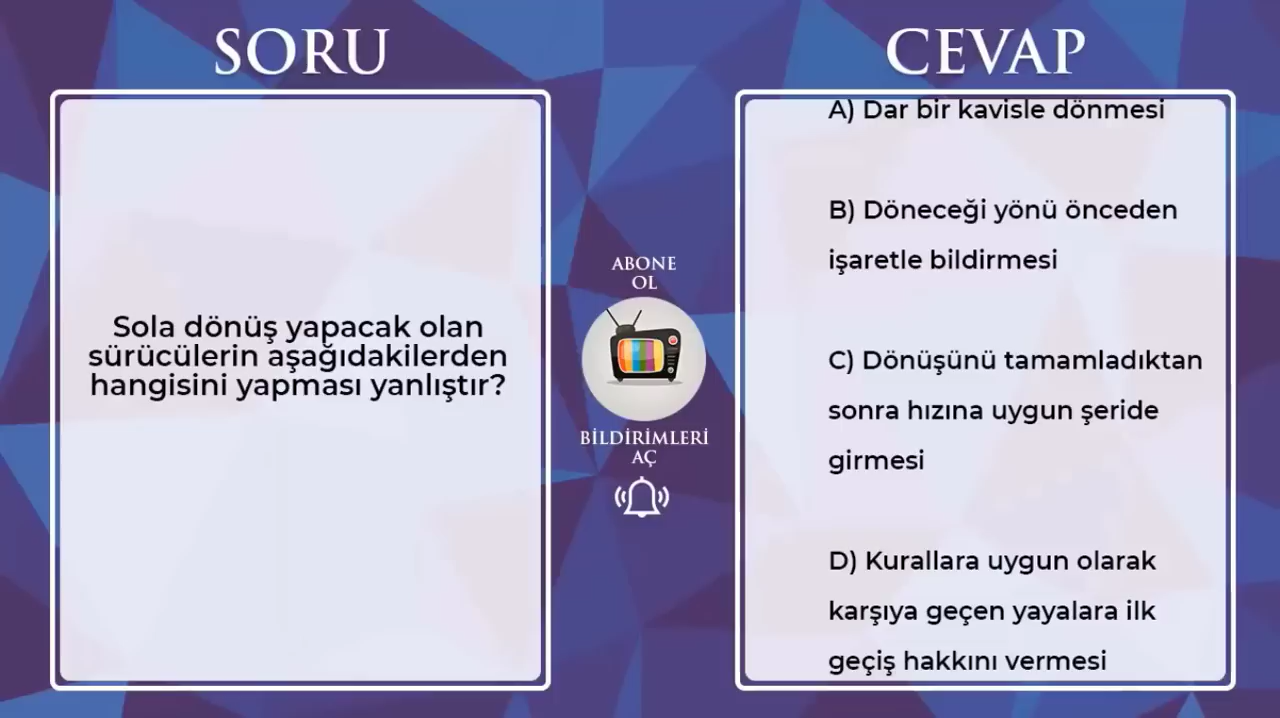 SORU
Sola dönüş yapacak olan
sürücülerin aşağıdakilerden
hangisini yapması yanlıştır?
ABONE
OL
BİLDİRİMLERİ
AÇ
CEVAP
A) Dar bir kavisle dönmesi
B) Döneceği yönü önceden
işaretle bildirmesi
C) Dönüşünü tamamladıktan
sonra hızına uygun şeride
girmesi
D) Kurallara uygun olarak
karşıya geçen yayalara ilk
geçiş hakkını vermesi